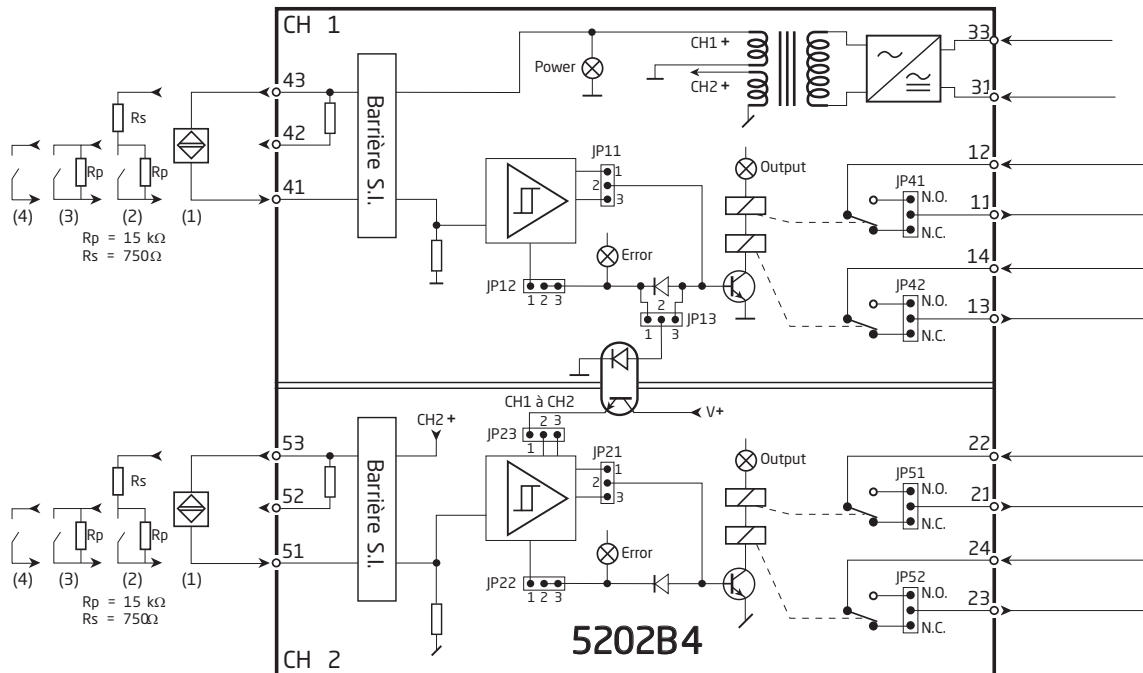 CH 1
33
CH1 +
Power
CH2 +
31
43
Rs
42
Rp
Rp
41
(4)
(3)
(2)
(1)
Rp = 15 kΩ
Rs = 750Ω
Barrière S.I.
JP11
1
2
3
Output
12
JP41
N.O.
11
N.C.
Error
14
JP12
1 2 3
2
1
3
JP13
JP42
N.O.
13
N.C.
CH1 à CH2
V+
CH2 +
JP23
2 3
1
53
Rs
52
Rp
Rp
51
(4)
(3)
(2)
(1)
Rp = 15 kΩ
Rs = 750Ω
Barrière S.I.
JP21
1
2
3
Output
22
JP51
N.O.
21
N.C.
Error
24
JP22
1 2 3
JP52
N.O.
23
N.C.
5202B4
CH 2